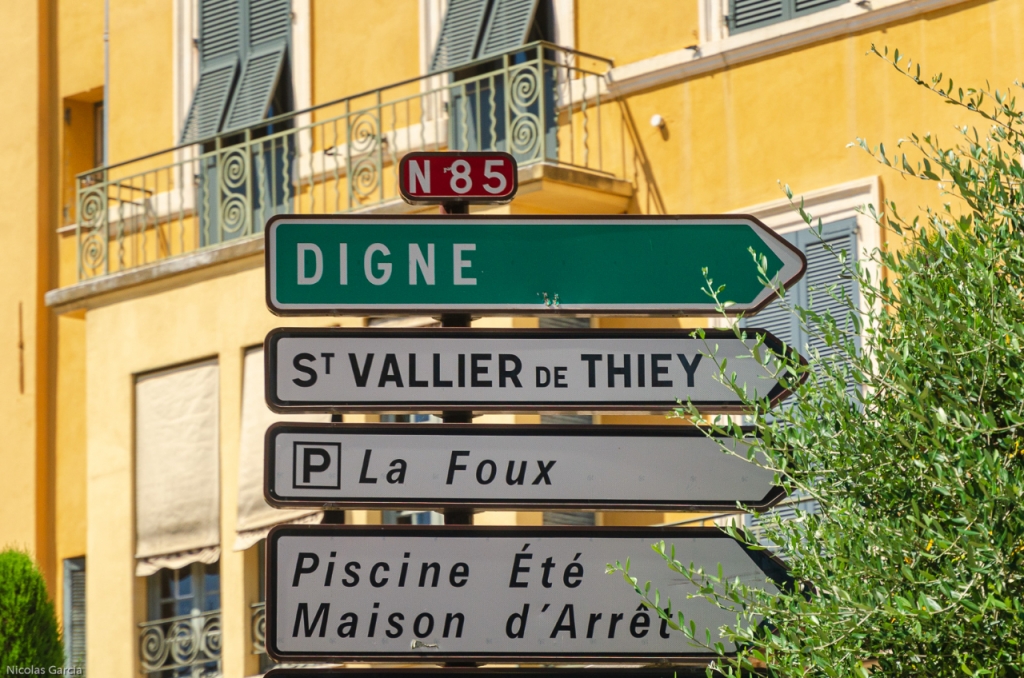 N 85
DIGNE
ST VALLIER DE THIEY
P La Foux
Piscine Été
Maison d'Arrêt
Nicolas Garcia